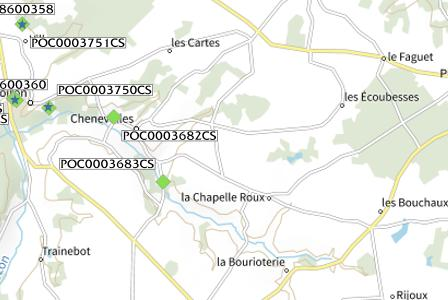 8600358
POC0003751CS
les Cartes
le Faguet
600360
POC0003750CS
les Écoubesses
Chenevelles
POC0003682CS
POC0003683CS
la Chapelle Roux
les Bouchaux
Trainebot
la Bourioterie
Rijoux